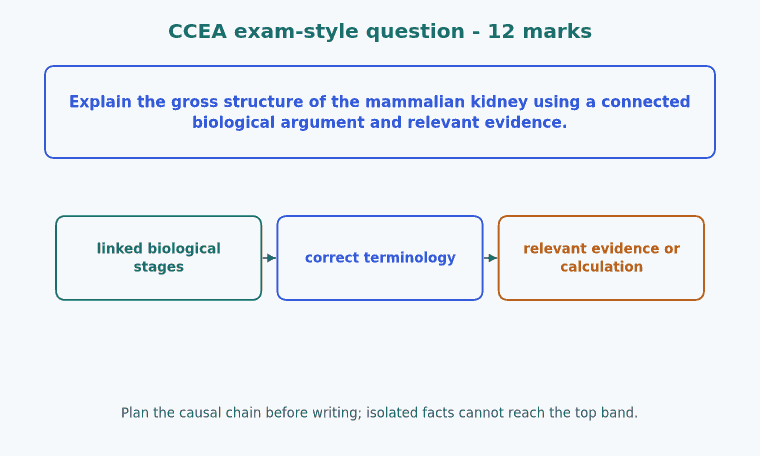 CCEA exam-style question - 12 marks
Explain the gross structure of the mammalian kidney using a connected
biological argument and relevant evidence.
linked biological
stages
correct terminology
relevant evidence or
calculation
Plan the causal chain before writing; isolated facts cannot reach the top band.